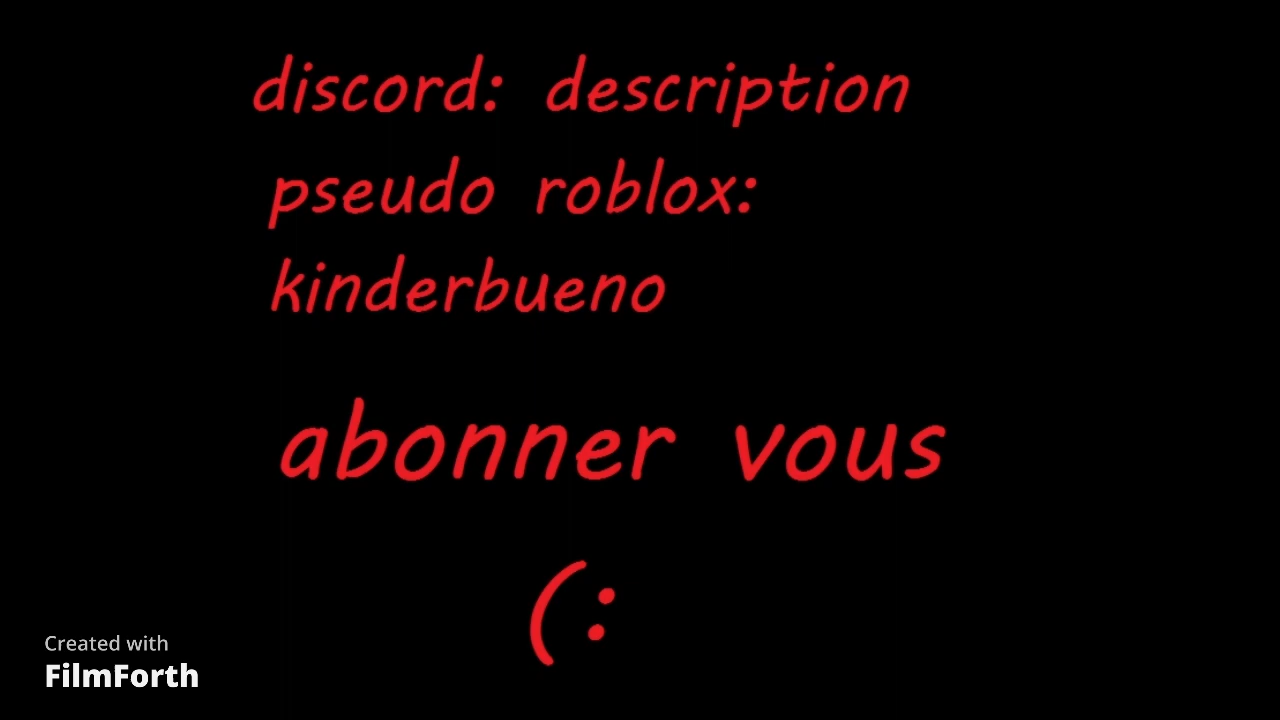 discord: description
pseudo roblox:
kinderbueno
abonner vous
(:
Created with
FilmForth